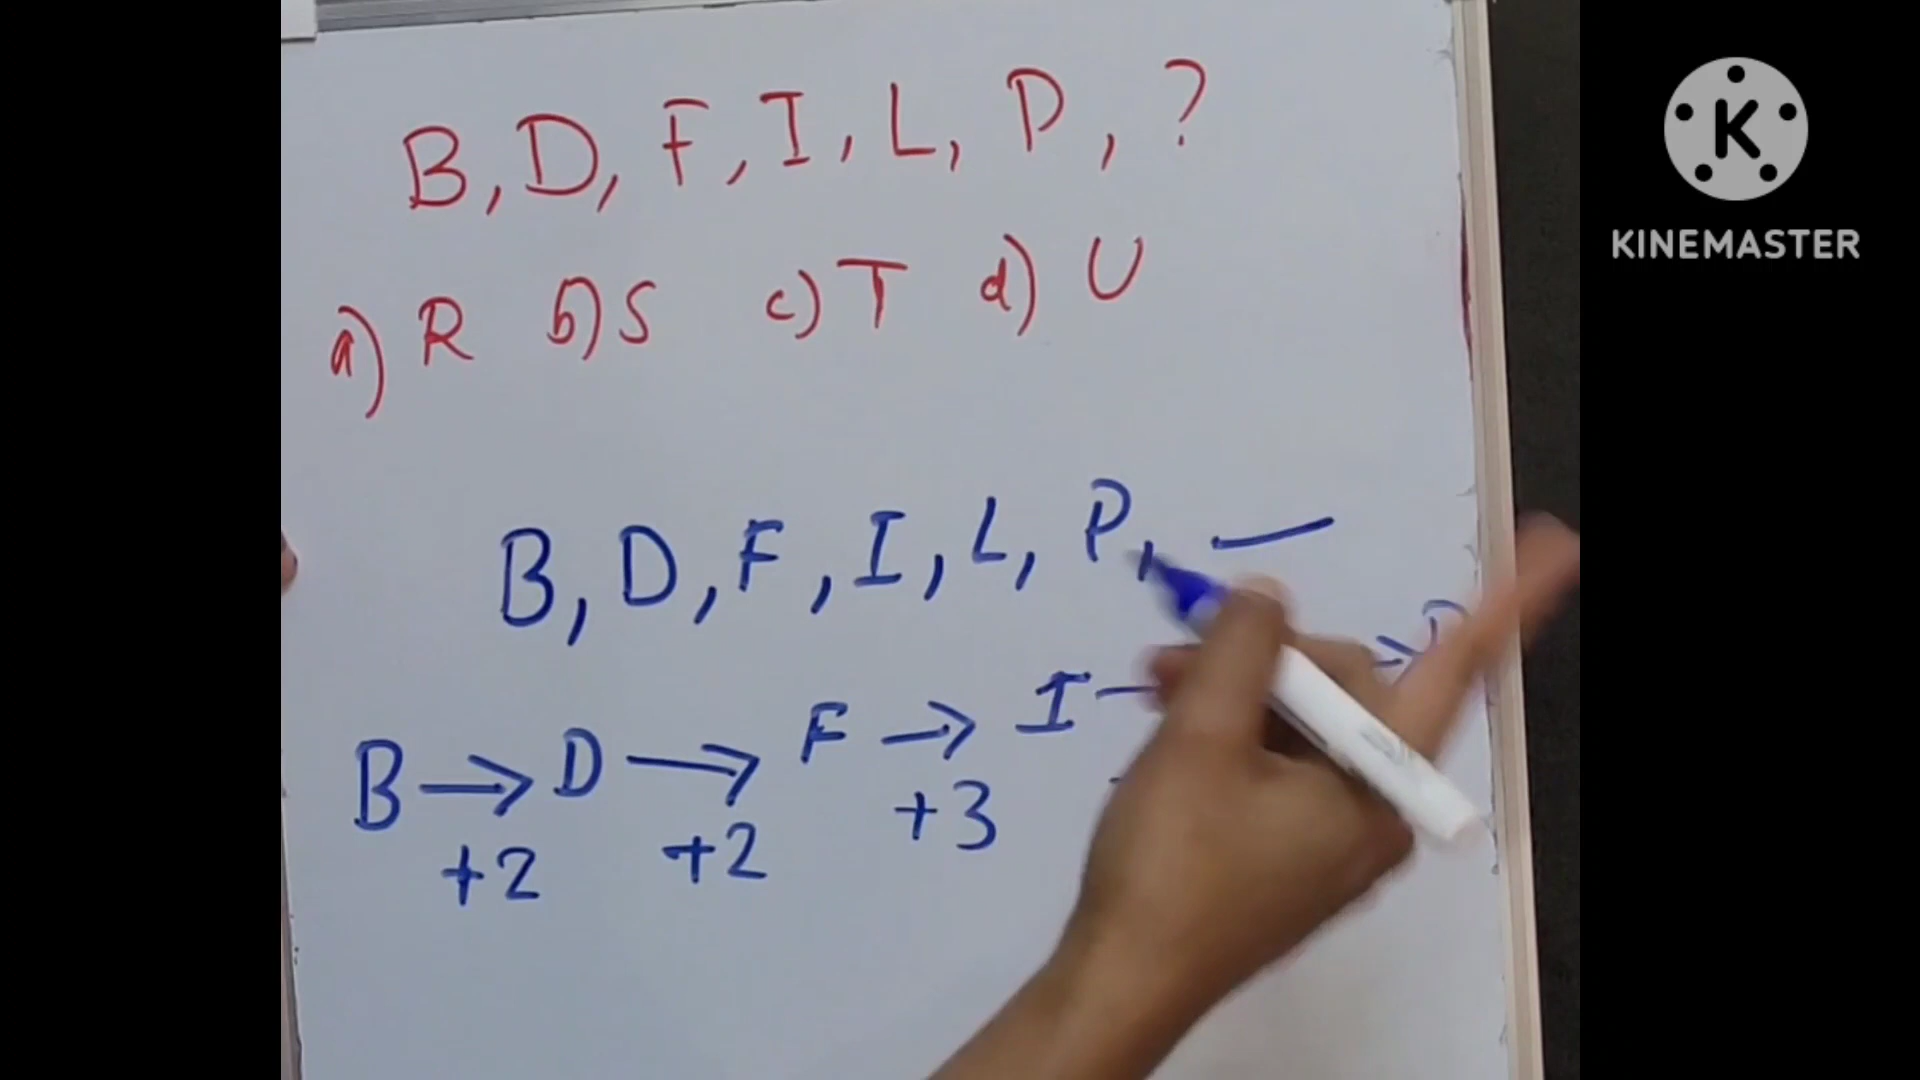 B, D, F, I, L, P, ?
a) R b) S c) T d) U
B, D, F, I, L, P, —
B → D → F → I
+2 +2 +3
K
KINEMASTER